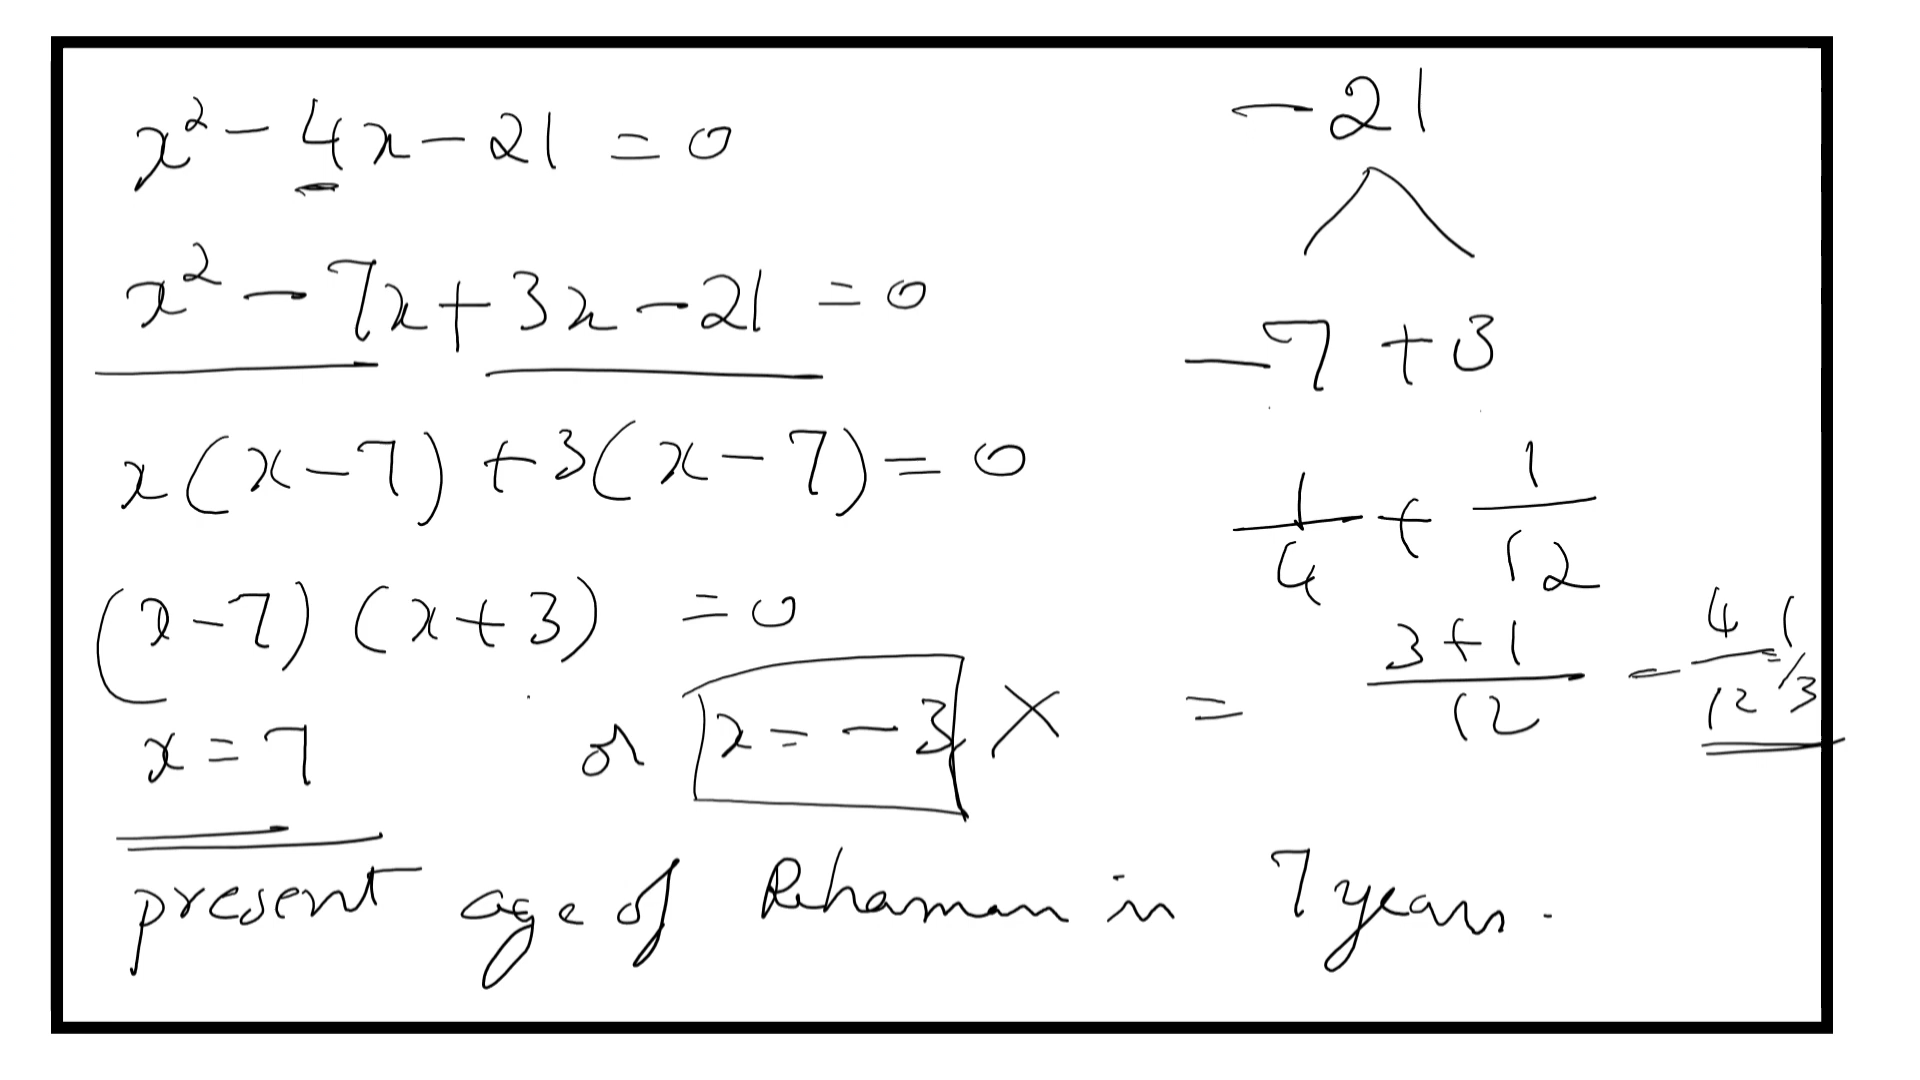 x² - 4x - 21 = 0
x² - 7x + 3x - 21 = 0
x(x - 7) + 3(x - 7) = 0
(x - 7) (x + 3) = 0
x = 7 or x = -3 ×
present age of Rehaman is 7 years.
-21
-7 +3
1/4 + 1/12
= 3+1/12 = 4/12 = 1/3